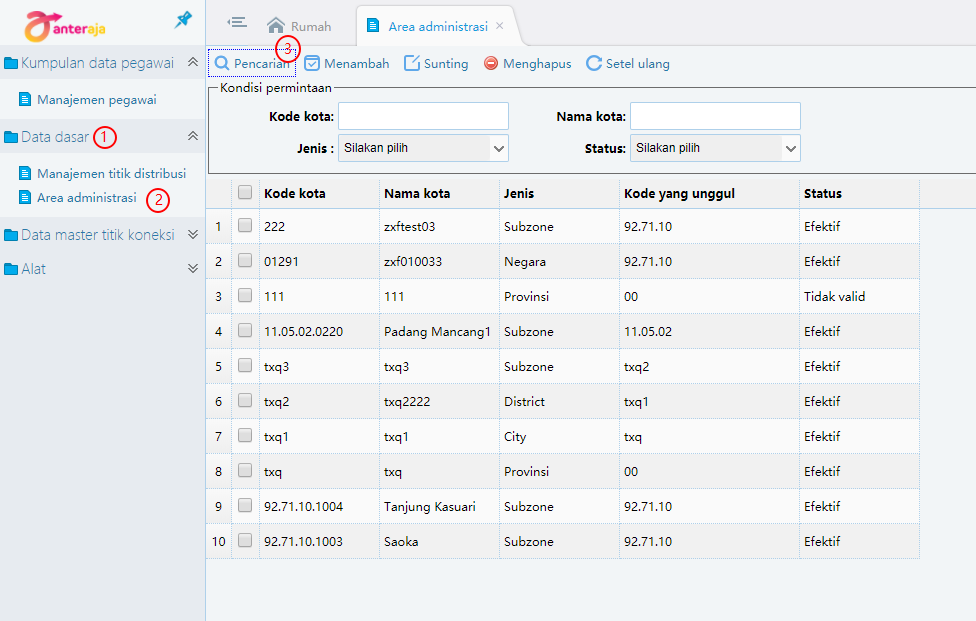 anteraja
Kumpulan data pegawai
Manajemen pegawai
Data dasar 1
Manajemen titik distribusi
Area administrasi 2
Data master titik koneksi
Alat
Rumah
Area administrasi ×
3
Pencarian Menambah Sunting Menghapus Setel ulang
Kondisi permintaan
Kode kota: Nama kota:
Jenis : Silakan pilih Status: Silakan pilih
Kode kota Nama kota Jenis Kode yang unggul Status
1 222 zxftest03 Subzone 92.71.10 Efektif
2 01291 zxf010033 Negara 92.71.10 Efektif
3 111 111 Provinsi 00 Tidak valid
4 11.05.02.0220 Padang Mancang1 Subzone 11.05.02 Efektif
5 txq3 txq3 Subzone txq2 Efektif
6 txq2 txq2222 District txq1 Efektif
7 txq1 txq1 City txq Efektif
8 txq txq Provinsi 00 Efektif
9 92.71.10.1004 Tanjung Kasuari Subzone 92.71.10 Efektif
10 92.71.10.1003 Saoka Subzone 92.71.10 Efektif